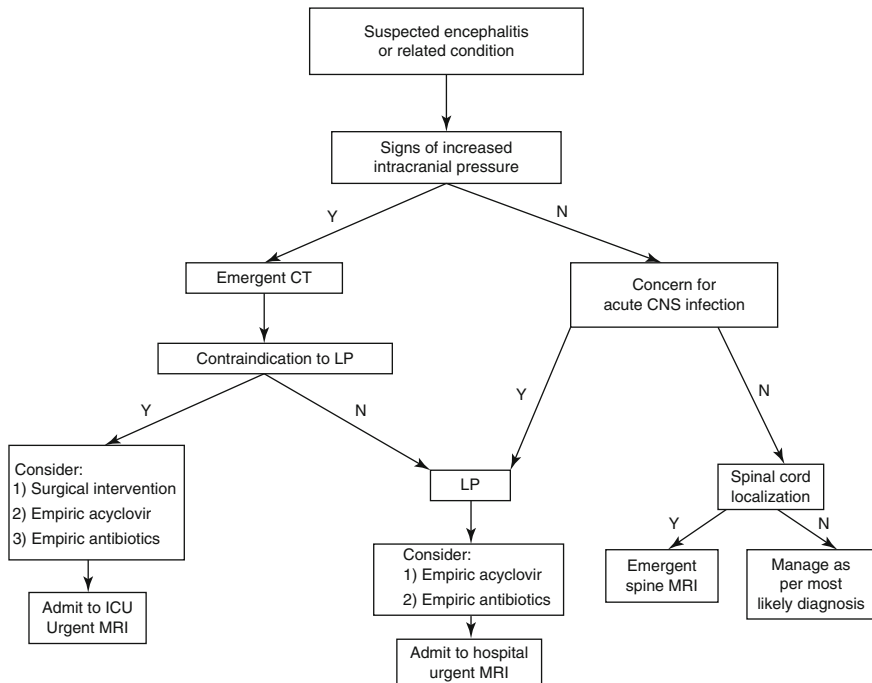 Suspected encephalitis
or related condition
Signs of increased
intracranial pressure
Y
N
Emergent CT
Concern for
acute CNS infection
Contraindication to LP
Y
N
Y
N
Consider:
1) Surgical intervention
2) Empiric acyclovir
3) Empiric antibiotics
LP
Spinal cord
localization
Y
N
Consider:
1) Empiric acyclovir
2) Empiric antibiotics
Emergent
spine MRI
Manage as
per most
likely diagnosis
Admit to ICU
Urgent MRI
Admit to hospital
urgent MRI